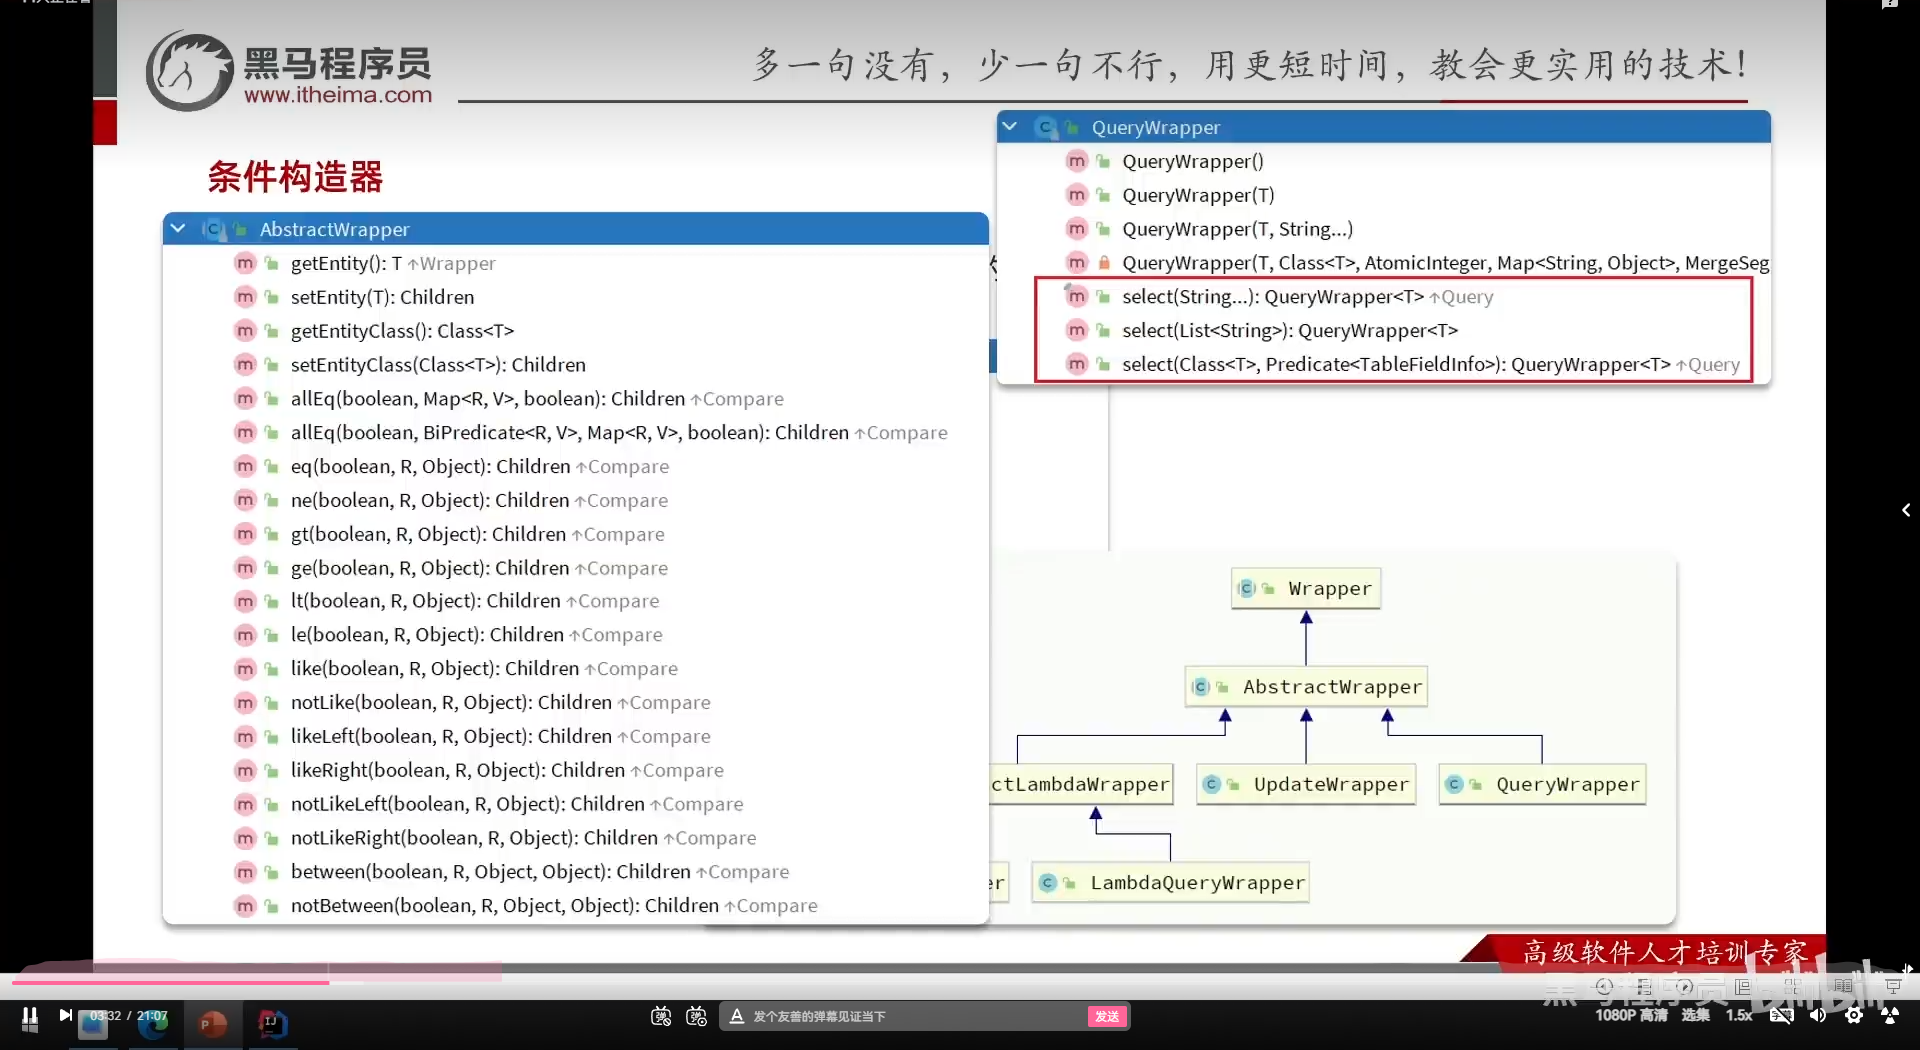 黑马程序员
www.itheima.com
多一句没有，少一句不行，用更短时间，教会更实用的技术！
条件构造器
QueryWrapper
QueryWrapper()
QueryWrapper(T)
QueryWrapper(T, String...)
QueryWrapper(T, Class<T>, AtomicInteger, Map<String, Object>, MergeSeg
select(String...): QueryWrapper<T> ↑Query
select(List<String>): QueryWrapper<T>
select(Class<T>, Predicate<TableFieldInfo>): QueryWrapper<T> ↑Query
AbstractWrapper
getEntity(): T ↑Wrapper
setEntity(T): Children
getEntityClass(): Class<T>
setEntityClass(Class<T>): Children
allEq(boolean, Map<R, V>, boolean): Children ↑Compare
allEq(boolean, BiPredicate<R, V>, Map<R, V>, boolean): Children ↑Compare
eq(boolean, R, Object): Children ↑Compare
ne(boolean, R, Object): Children ↑Compare
gt(boolean, R, Object): Children ↑Compare
ge(boolean, R, Object): Children ↑Compare
lt(boolean, R, Object): Children ↑Compare
le(boolean, R, Object): Children ↑Compare
like(boolean, R, Object): Children ↑Compare
notLike(boolean, R, Object): Children ↑Compare
likeLeft(boolean, R, Object): Children ↑Compare
likeRight(boolean, R, Object): Children ↑Compare
notLikeLeft(boolean, R, Object): Children ↑Compare
notLikeRight(boolean, R, Object): Children ↑Compare
between(boolean, R, Object, Object): Children ↑Compare
notBetween(boolean, R, Object, Object): Children ↑Compare
Wrapper
AbstractWrapper
ctLambdaWrapper
UpdateWrapper
QueryWrapper
er
LambdaQueryWrapper
高级软件人才培训专家
黑马程序员 bilibili
03:32 / 21:07
发个友善的弹幕见证当下
发送
1080P 高清
选集
1.5x